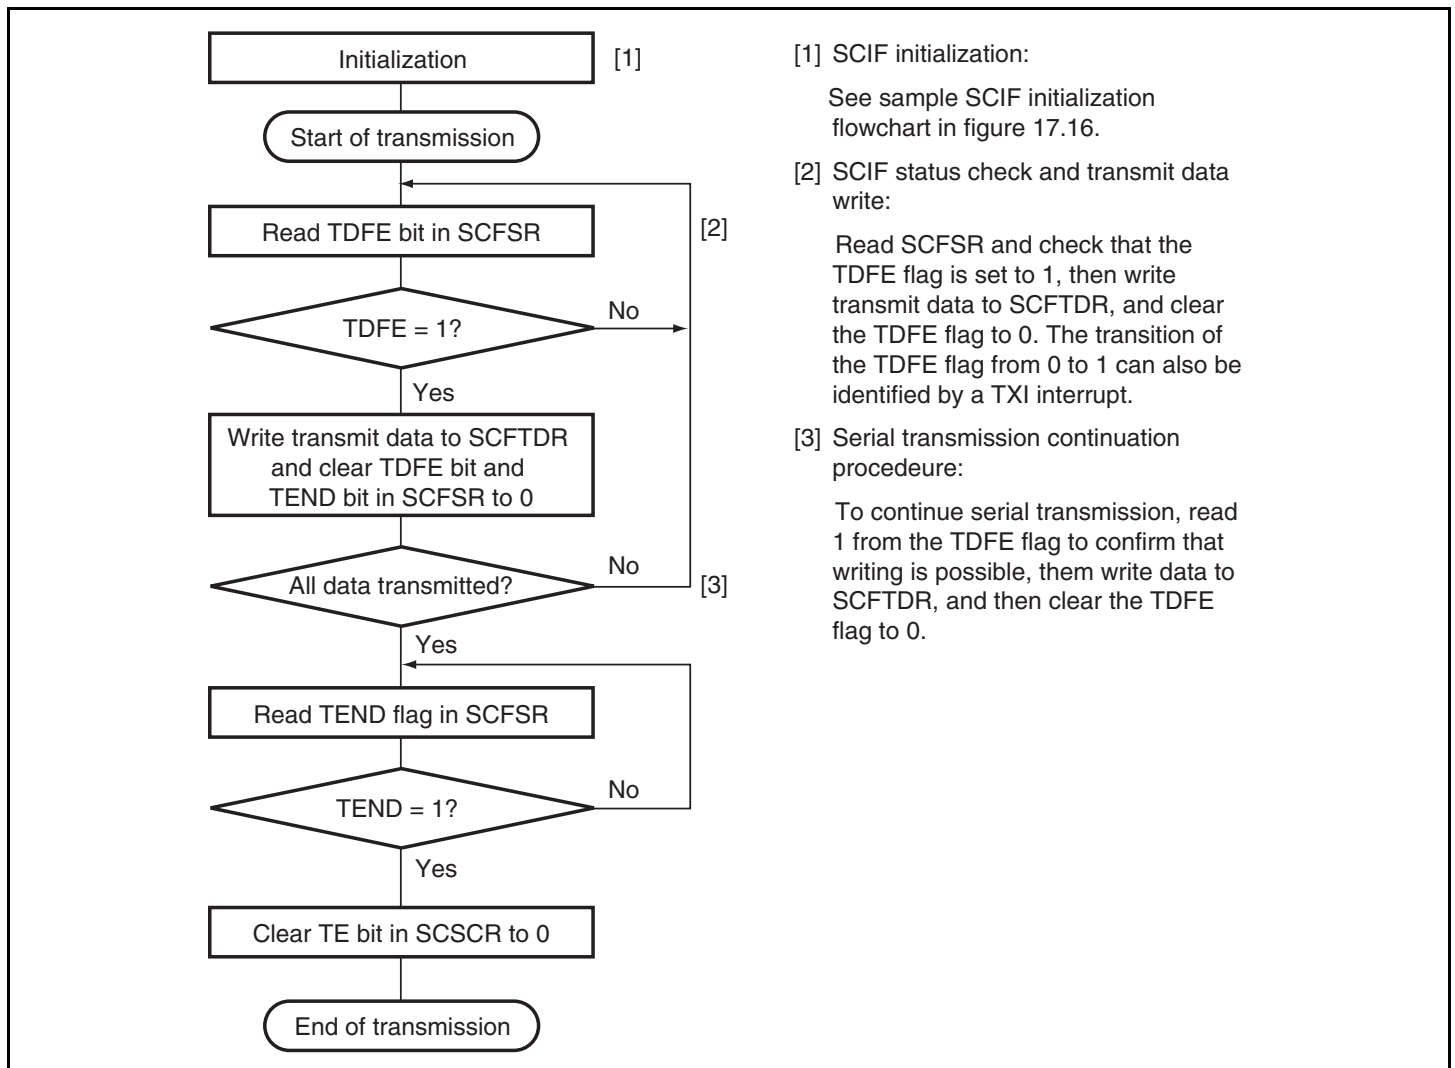 Initialization
[1]
Start of transmission
Read TDFE bit in SCFSR
[2]
TDFE = 1?
No
Yes
Write transmit data to SCFTDR
and clear TDFE bit and
TEND bit in SCFSR to 0
All data transmitted?
No
[3]
Yes
Read TEND flag in SCFSR
TEND = 1?
No
Yes
Clear TE bit in SCSCR to 0
End of transmission
[1] SCIF initialization:
See sample SCIF initialization
flowchart in figure 17.16.
[2] SCIF status check and transmit data
write:
Read SCFSR and check that the
TDFE flag is set to 1, then write
transmit data to SCFTDR, and clear
the TDFE flag to 0. The transition of
the TDFE flag from 0 to 1 can also be
identified by a TXI interrupt.
[3] Serial transmission continuation
procedeure:
To continue serial transmission, read
1 from the TDFE flag to confirm that
writing is possible, them write data to
SCFTDR, and then clear the TDFE
flag to 0.